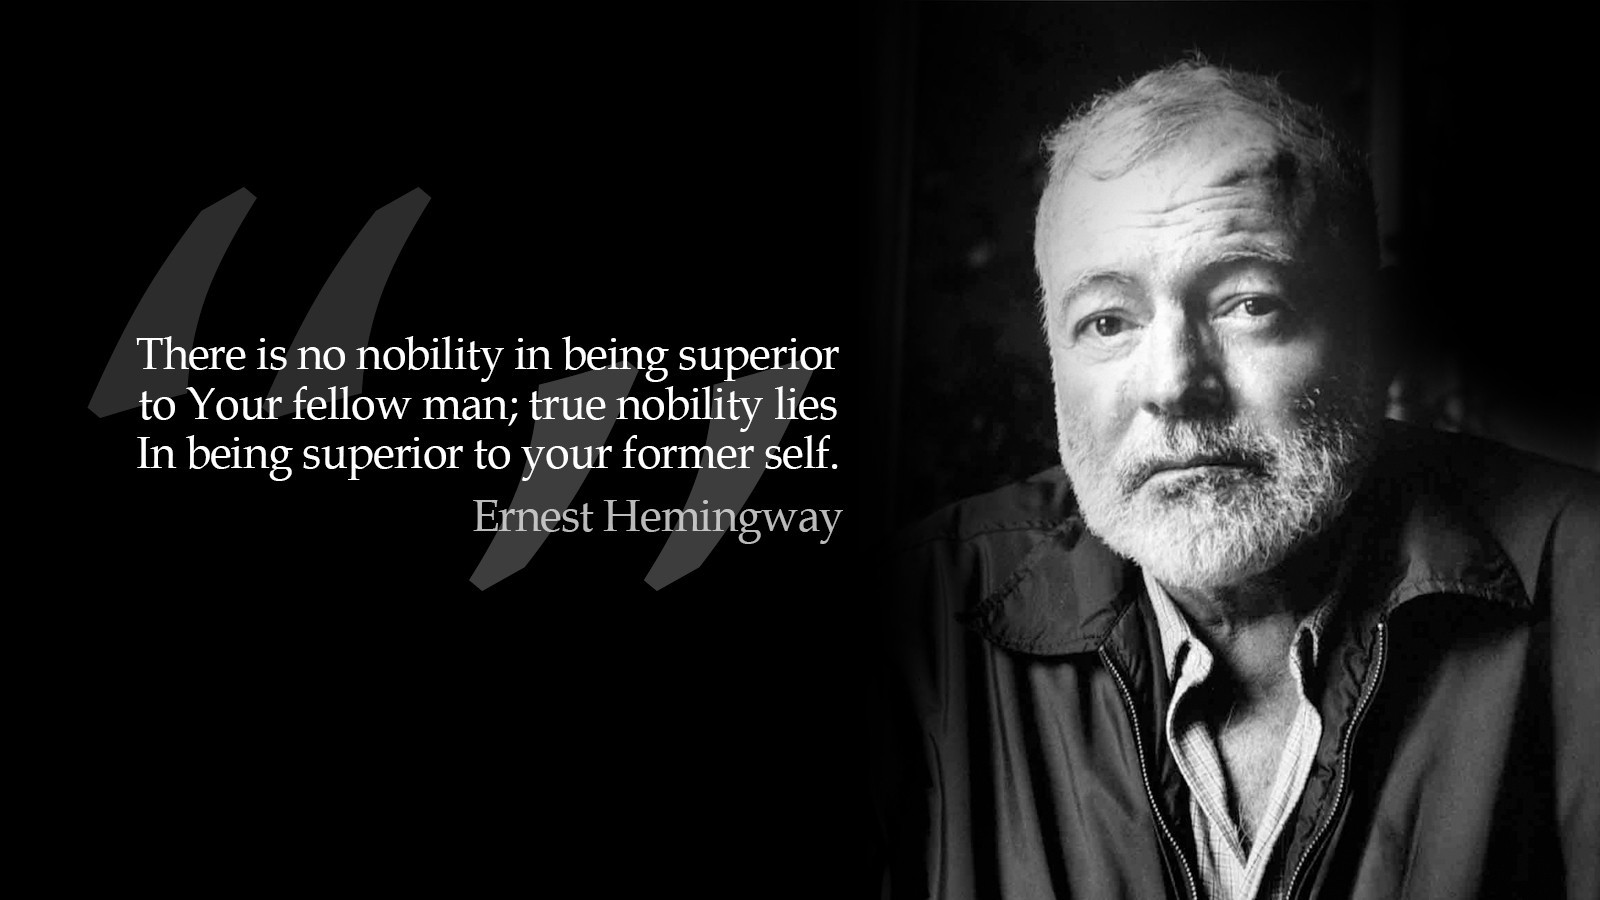 There is no nobility in being superior
to Your fellow man; true nobility lies
In being superior to your former self.
Ernest Hemingway